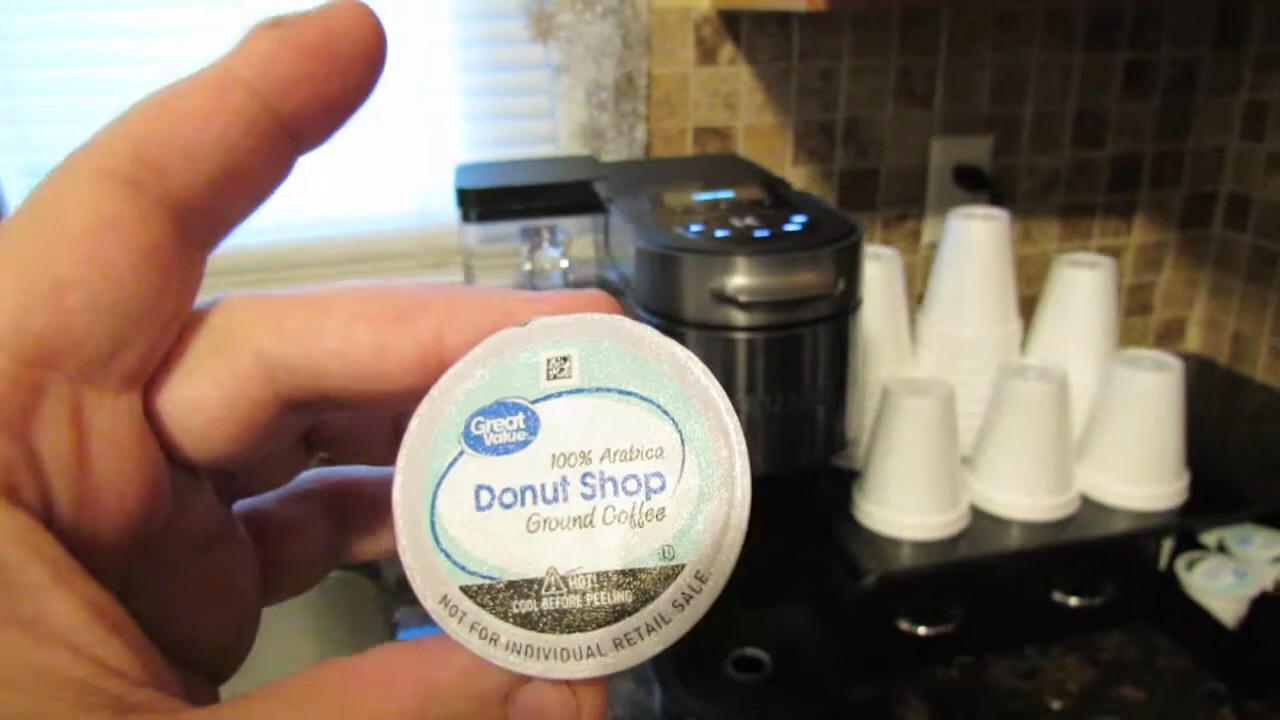 Great
Value
100% Arabica
Donut Shop
Ground Coffee
HOT!
COOL BEFORE PEELING
NOT FOR INDIVIDUAL RETAIL SALE